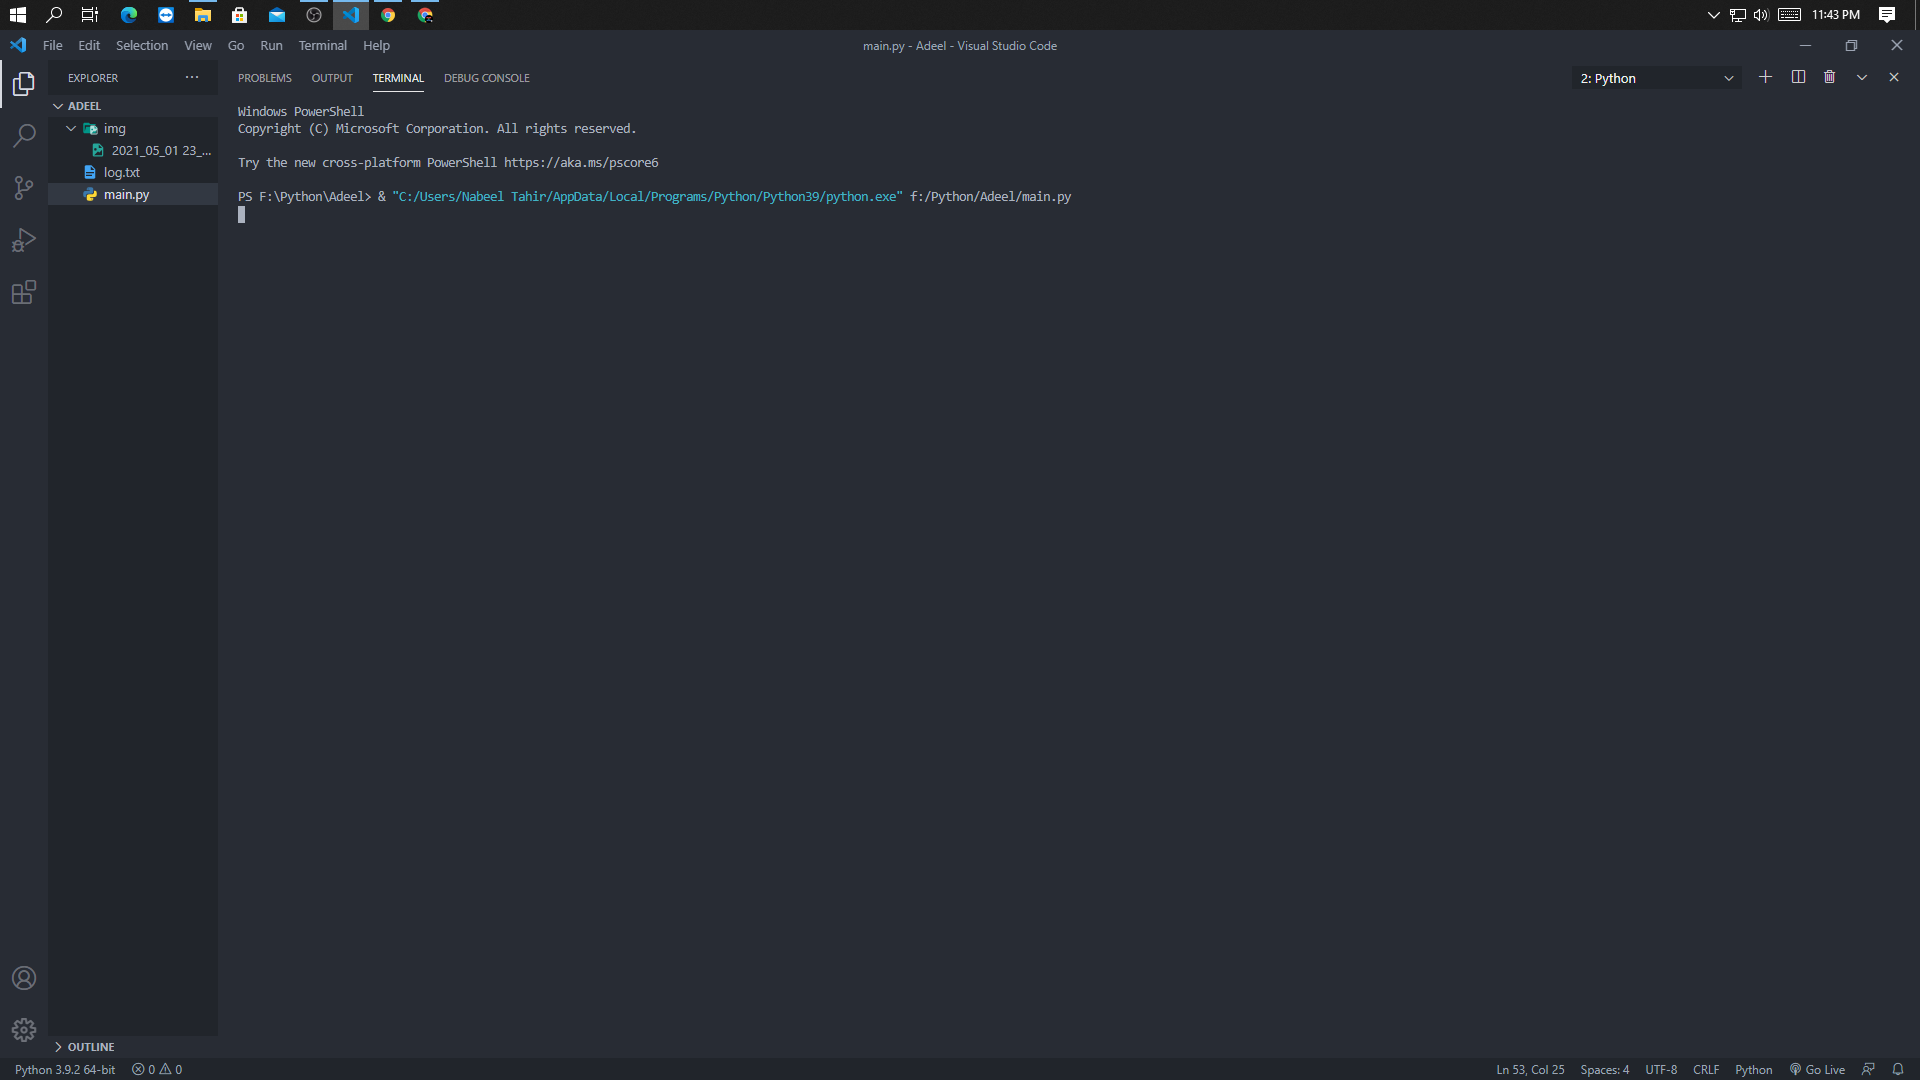 11:43 PM
File Edit Selection View Go Run Terminal Help
main.py - Adeel - Visual Studio Code
EXPLORER
ADEEL
img
2021_05_01 23_...
log.txt
main.py
PROBLEMS OUTPUT TERMINAL DEBUG CONSOLE
2: Python
Windows PowerShell
Copyright (C) Microsoft Corporation. All rights reserved.
Try the new cross-platform PowerShell https://aka.ms/pscore6
PS F:\Python\Adeel> & "C:/Users/Nabeel Tahir/AppData/Local/Programs/Python/Python39/python.exe" f:/Python/Adeel/main.py
OUTLINE
Python 3.9.2 64-bit 0 0 Ln 53, Col 25 Spaces: 4 UTF-8 CRLF Python Go Live